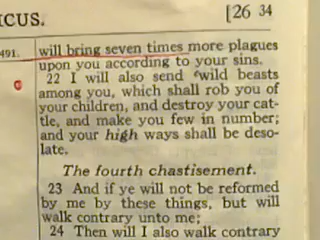 ICUS.
[26 34
491.
will bring seven times more plagues
upon you according to your sins.
22 I will also send wild beasts
among you, which shall rob you of
your children, and destroy your cat-
tle, and make you few in number;
and your high ways shall be deso-
late.
The fourth chastisement.
23 And if ye will not be reformed
by me by these things, but will
walk contrary unto me;
24 Then will I also walk contrary